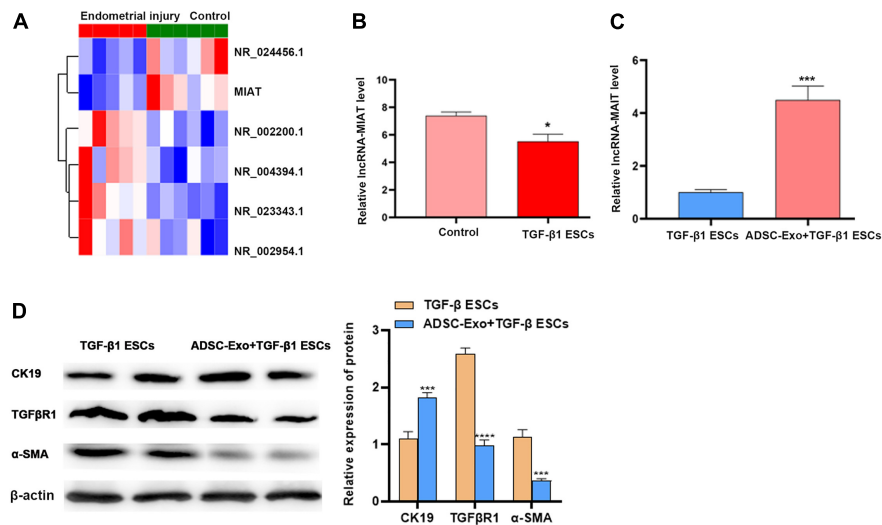 A
Endometrial injury Control
NR_024456.1
MIAT
NR_002200.1
NR_004394.1
NR_023343.1
NR_002954.1
B
Relative lncRNA-MIAT level
10
8
6
4
2
0
*
Control
TGF-β1 ESCs
C
Relative lncRNA-MAIT level
6
4
2
0
***
TGF-β1 ESCs
ADSC-Exo+TGF-β1 ESCs
D
TGF-β1 ESCs
ADSC-Exo+TGF-β1 ESCs
CK19
TGFβR1
α-SMA
β-actin
TGF-β ESCs
ADSC-Exo+TGF-β ESCs
Relative expression of protein
3
2
1
0
***
****
***
CK19
TGFβR1
α-SMA